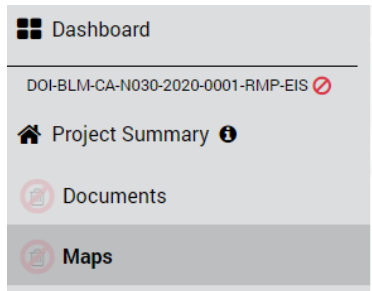 Dashboard
DOI-BLM-CA-N030-2020-0001-RMP-EIS
Project Summary
Documents
Maps